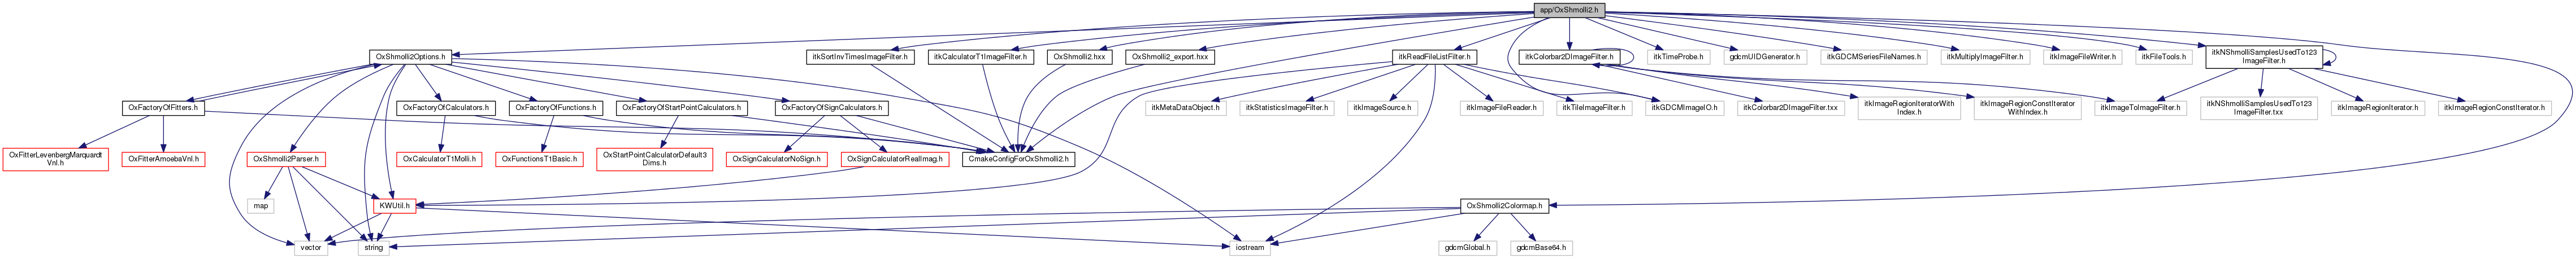 app/OxShmolli2.h
OxShmolli2Options.h
itkSortInvTimesImageFilter.h
itkCalculatorT1ImageFilter.h
OxShmolli2.hxx
OxShmolli2_export.hxx
itkReadFileListFilter.h
itkColorbar2DImageFilter.h
itkTimeProbe.h
gdcmUIDGenerator.h
itkGDCMSeriesFileNames.h
itkMultiplyImageFilter.h
itkImageFileWriter.h
itkFileTools.h
itkNShmolliSamplesUsedTo123
ImageFilter.h
OxFactoryOfFitters.h
OxFactoryOfCalculators.h
OxFactoryOfFunctions.h
OxFactoryOfStartPointCalculators.h
OxFactoryOfSignCalculators.h
itkMetaDataObject.h
itkStatisticsImageFilter.h
itkImageSource.h
itkImageFileReader.h
itkTileImageFilter.h
itkGDCMImageIO.h
itkColorbar2DImageFilter.txx
itkImageRegionIteratorWith
Index.h
itkImageRegionConstIterator
WithIndex.h
itkImageToImageFilter.h
itkNShmolliSamplesUsedTo123
ImageFilter.txx
itkImageRegionIterator.h
itkImageRegionConstIterator.h
OxFitterLevenbergMarquardt
Vnl.h
OxFitterAmoebaVnl.h
OxShmolli2Parser.h
OxCalculatorT1Molli.h
OxFunctionsT1Basic.h
OxStartPointCalculatorDefault3
Dims.h
OxSignCalculatorNoSign.h
OxSignCalculatorRealImag.h
CmakeConfigForOxShmolli2.h
map
KWUtil.h
OxShmolli2Colormap.h
vector
string
iostream
gdcmGlobal.h
gdcmBase64.h